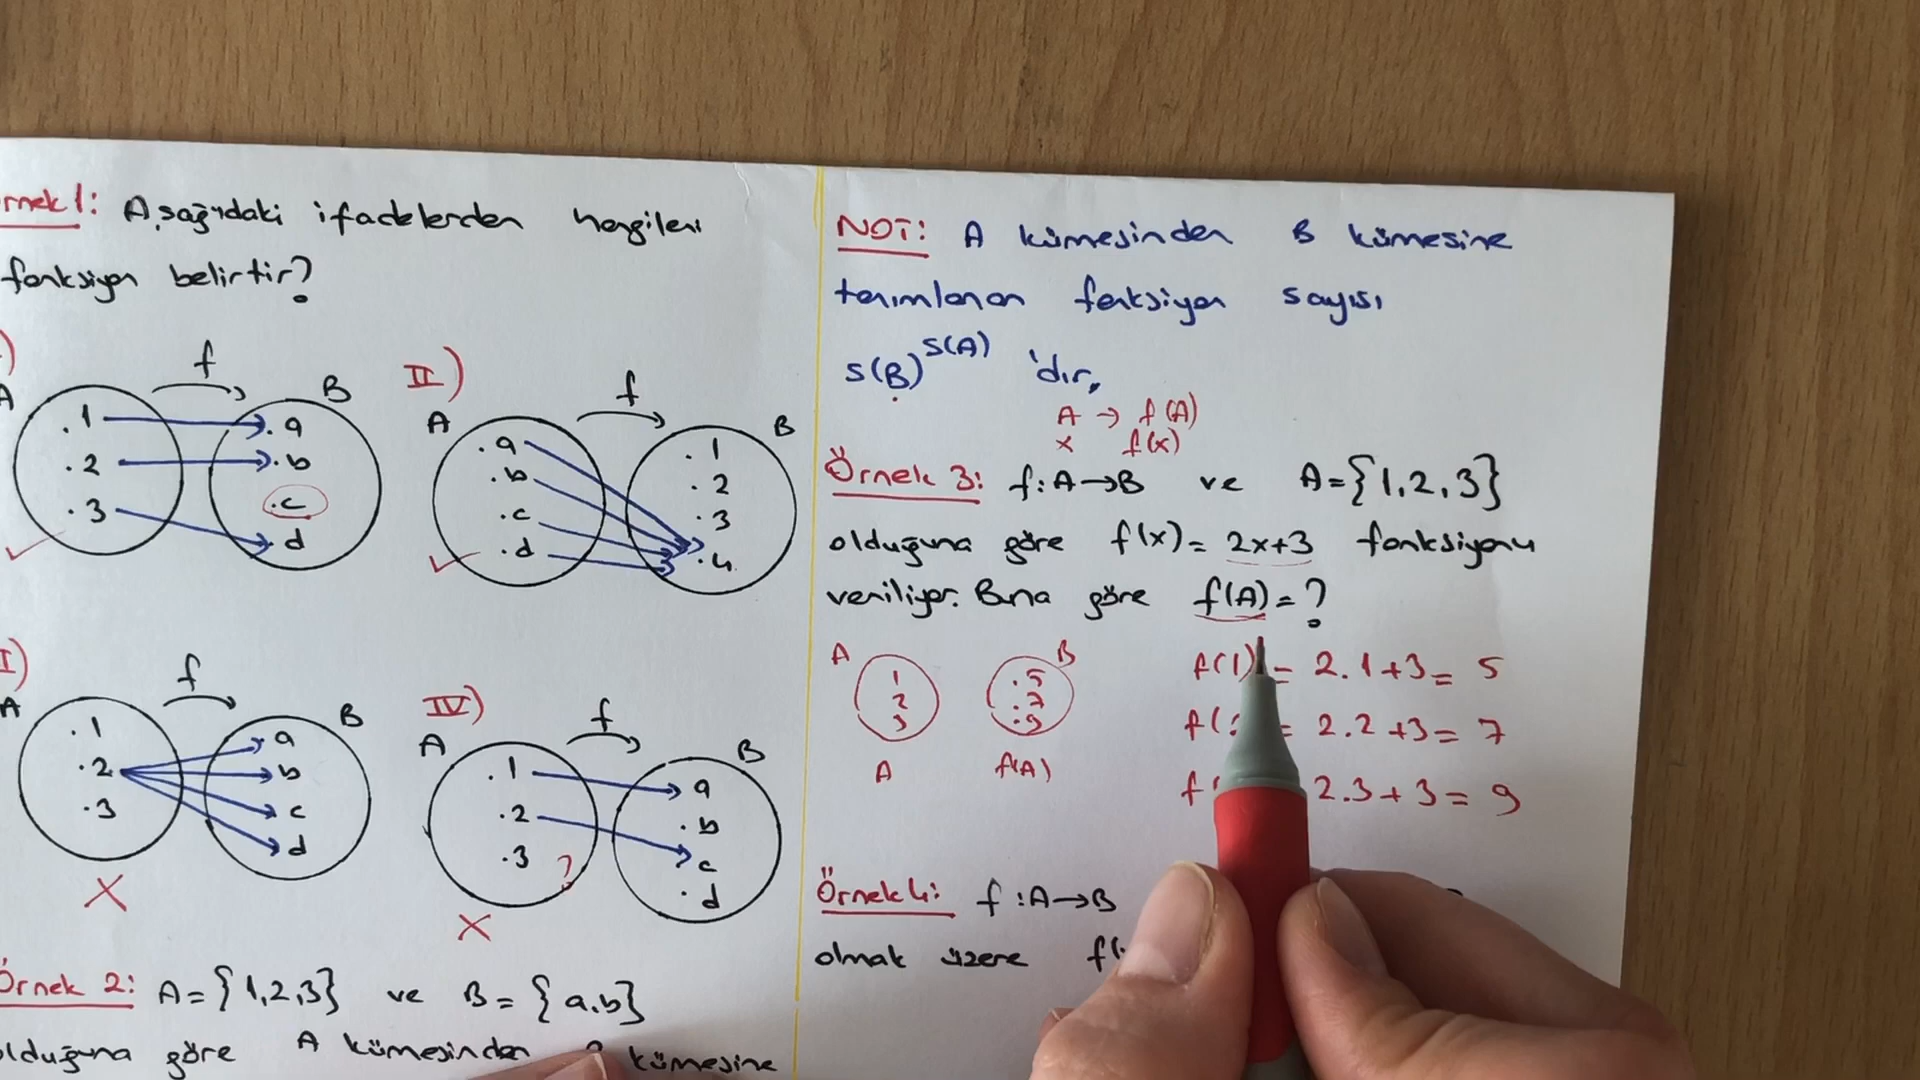 rnek 1: Aşağıdaki ifadelerden hangileri
fonksiyon belirtir?
)
f
A
B
.1
.2
.3
.a
.b
.c
d
II)
f
A
B
.a
.b
.c
.d
.1
.2
.3
.4
I)
f
A
B
.1
.2
.3
a
b
c
d
X
IV)
f
A
B
.1
.2
.3 ?
a
.b
c
.d
X
Örnek 2: A={1,2,3} ve B={a,b}
olduğuna göre A kümesinden kümesine
NOT: A kümesinden B kümesine
tanımlanan fonksiyon sayısı
s(B)^s(A) 'dır,
A → f(A)
x f(x)
Örnek 3: f:A→B ve A={1,2,3}
olduğuna göre f(x)=2x+3 fonksiyonu
veriliyor. Buna göre f(A)=?
A
1
2
3
A
B
.5
.7
.9
f(A)
f(1)=2.1+3=5
f( = 2.2+3=7
f 2.3+3=9
Örnek 4: f:A→B
olmak üzere f(